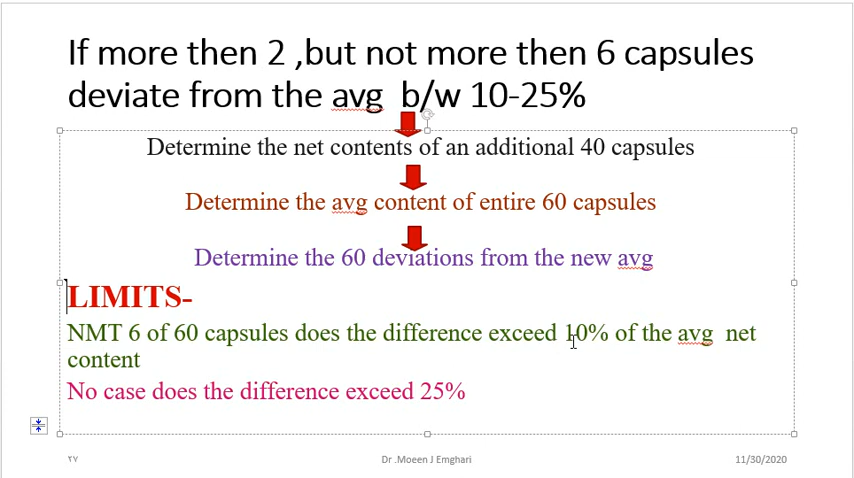 If more then 2 ,but not more then 6 capsules
deviate from the avg b/w 10-25%
Determine the net contents of an additional 40 capsules
Determine the avg content of entire 60 capsules
Determine the 60 deviations from the new avg
LIMITS-
NMT 6 of 60 capsules does the difference exceed 10% of the avg net
content
No case does the difference exceed 25%
٢٧
Dr .Moeen J Emghari
11/30/2020